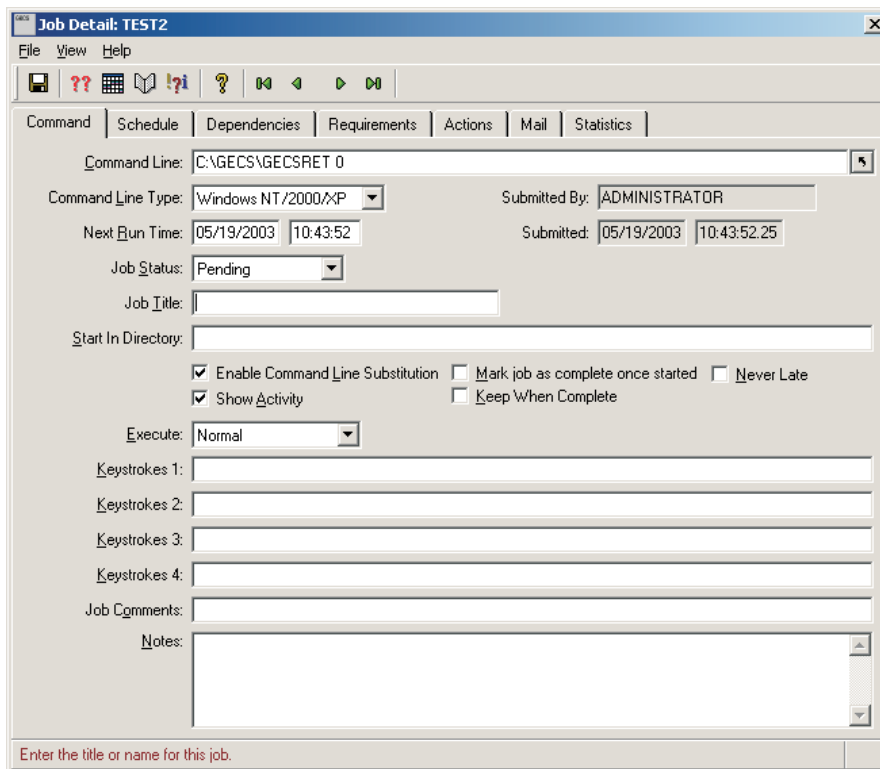 GECS Job Detail: TEST2
File View Help
Command Schedule Dependencies Requirements Actions Mail Statistics
Command Line: C:\GECS\GECSRET 0
Command Line Type: Windows NT/2000/XP Submitted By: ADMINISTRATOR
Next Run Time: 05/19/2003 10:43:52 Submitted: 05/19/2003 10:43:52.25
Job Status: Pending
Job Title:
Start In Directory:
Enable Command Line Substitution Mark job as complete once started Never Late
Show Activity Keep When Complete
Execute: Normal
Keystrokes 1:
Keystrokes 2:
Keystrokes 3:
Keystrokes 4:
Job Comments:
Notes:
Enter the title or name for this job.